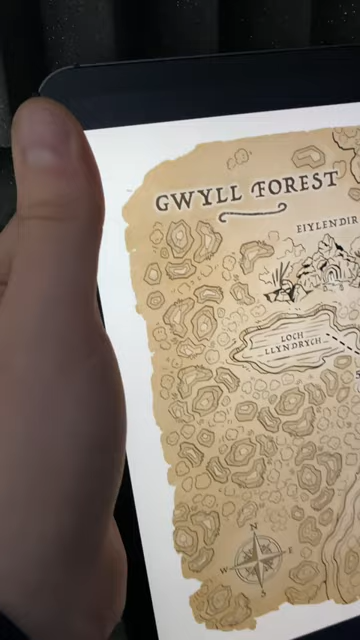 GWYLL FOREST
EIYLENDIR
LOCH
LLYNDRYCH
S
N
W E
S